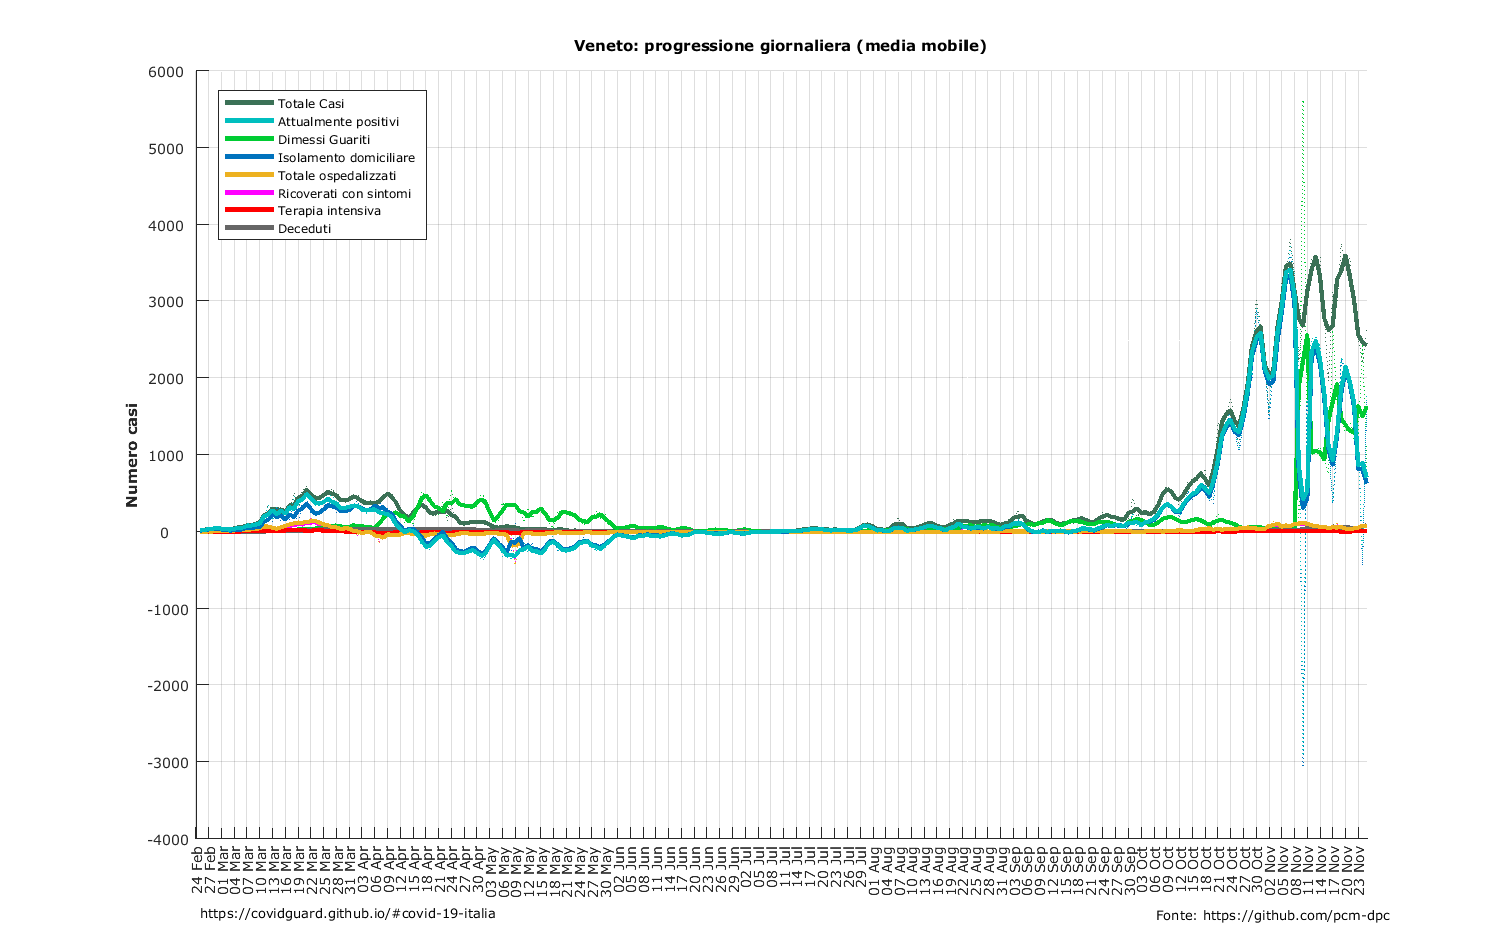 Veneto: progressione giornaliera (media mobile)
6000
5000
4000
3000
2000
1000
0
-1000
-2000
-3000
-4000
Numero casi
Totale Casi
Attualmente positivi
Dimessi Guariti
Isolamento domiciliare
Totale ospedalizzati
Ricoverati con sintomi
Terapia intensiva
Deceduti
24 Feb
27 Feb
01 Mar
04 Mar
07 Mar
10 Mar
13 Mar
16 Mar
19 Mar
22 Mar
25 Mar
28 Mar
31 Mar
03 Apr
06 Apr
09 Apr
12 Apr
15 Apr
18 Apr
21 Apr
24 Apr
27 Apr
30 Apr
03 May
06 May
09 May
12 May
15 May
18 May
21 May
24 May
27 May
30 May
02 Jun
05 Jun
08 Jun
11 Jun
14 Jun
17 Jun
20 Jun
23 Jun
26 Jun
29 Jun
02 Jul
05 Jul
08 Jul
11 Jul
14 Jul
17 Jul
20 Jul
23 Jul
26 Jul
29 Jul
01 Aug
04 Aug
07 Aug
10 Aug
13 Aug
16 Aug
19 Aug
22 Aug
25 Aug
28 Aug
31 Aug
03 Sep
06 Sep
09 Sep
12 Sep
15 Sep
18 Sep
21 Sep
24 Sep
27 Sep
30 Sep
03 Oct
06 Oct
09 Oct
12 Oct
15 Oct
18 Oct
21 Oct
24 Oct
27 Oct
30 Oct
02 Nov
05 Nov
08 Nov
11 Nov
14 Nov
17 Nov
20 Nov
23 Nov
https://covidguard.github.io/#covid-19-italia
Fonte: https://github.com/pcm-dpc